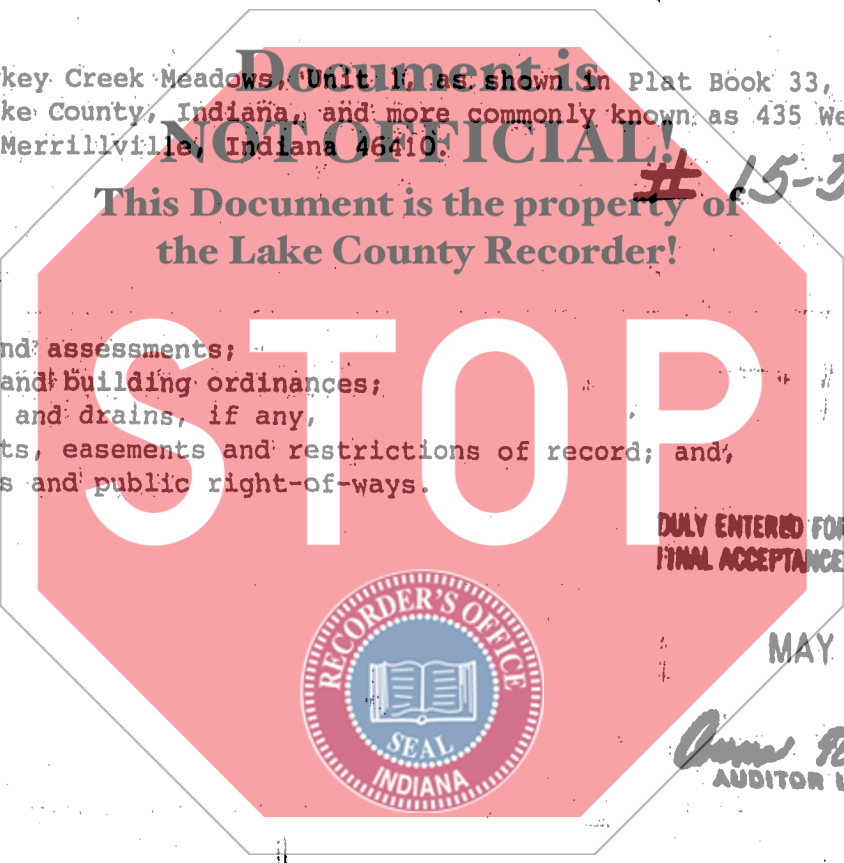 Document is
key Creek Meadows, Unit 1, as shown in Plat Book 33,
ke County, Indiana, and more commonly known as 435 We
NOT OFFICIAL!
Merrillville, Indiana 46410.
# 15-3
This Document is the property of
the Lake County Recorder!
STOP
nd assessments;
and building ordinances;
and drains, if any,
ts, easements and restrictions of record; and,
s and public right-of-ways.
DULY ENTERED FOR
FINAL ACCEPTANCE
RECORDER'S OFFICE
SEAL
INDIANA
MAY
AUDITOR